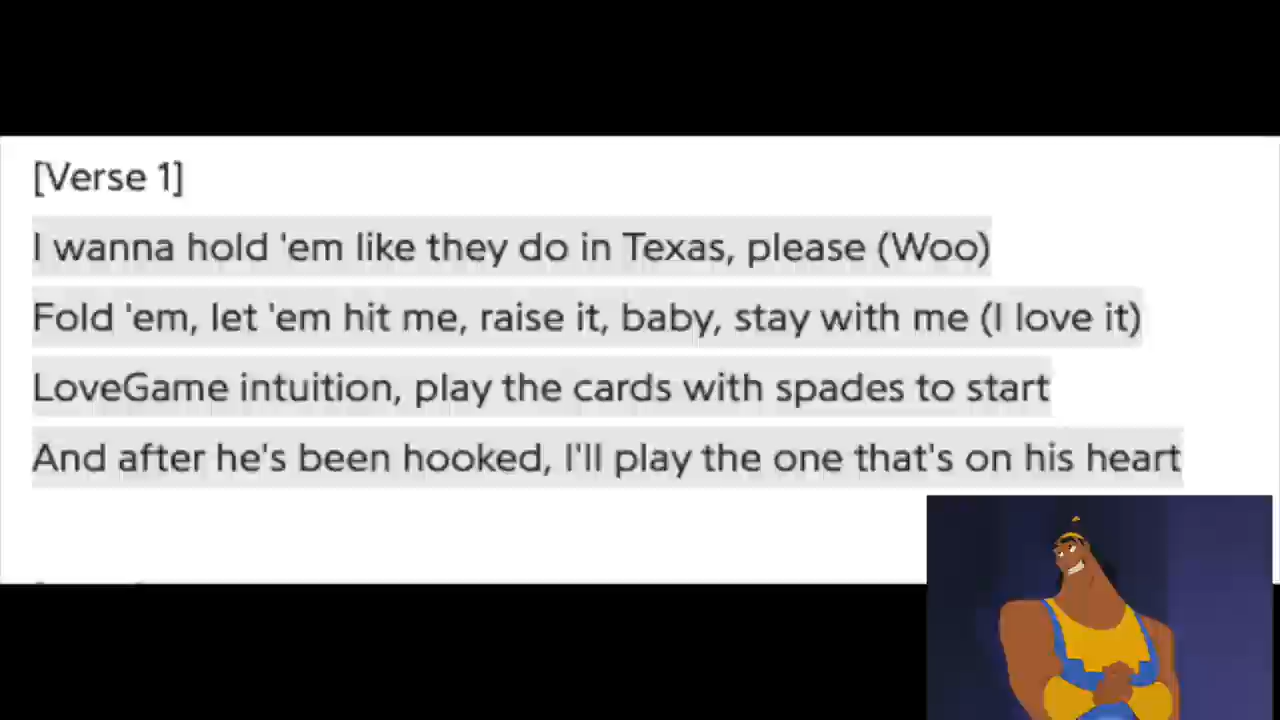 [Verse 1]
I wanna hold 'em like they do in Texas, please (Woo)
Fold 'em, let 'em hit me, raise it, baby, stay with me (I love it)
LoveGame intuition, play the cards with spades to start
And after he's been hooked, I'll play the one that's on his heart